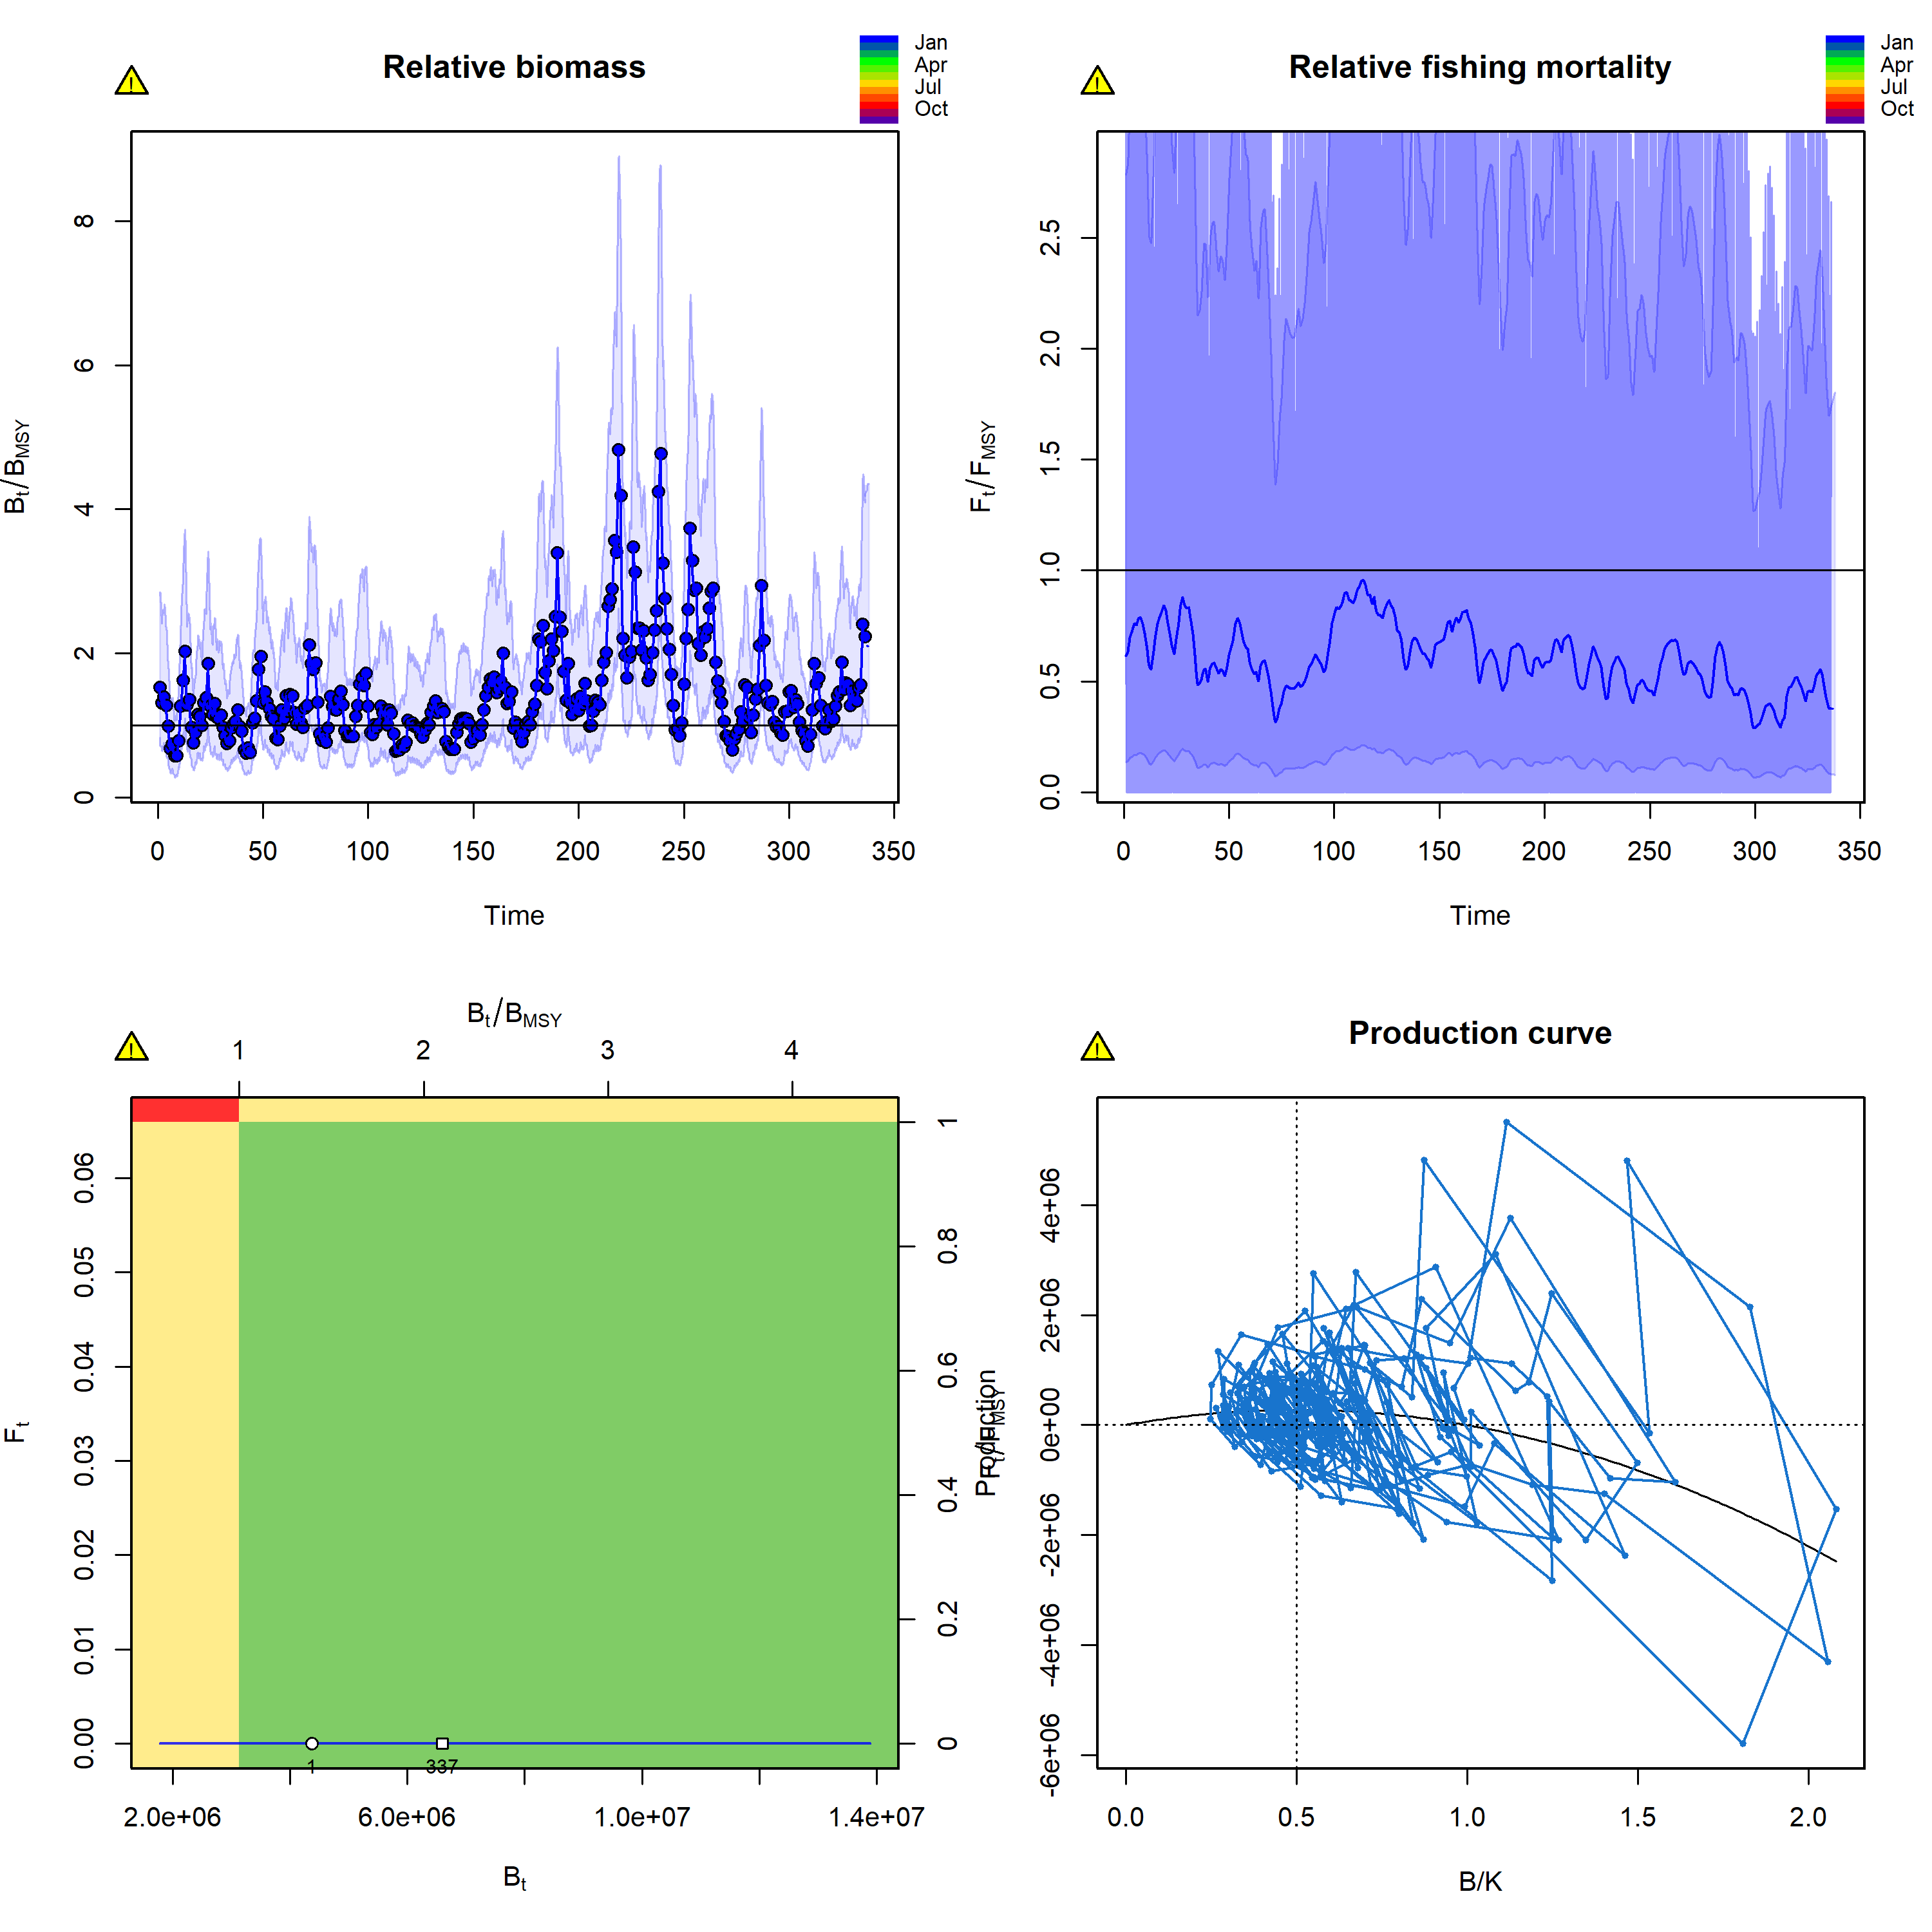 Relative biomass
Jan
Apr
Jul
Oct
!
Bt/BMSY
0
2
4
6
8
0 50 100 150 200 250 300 350
Time
Relative fishing mortality
Jan
Apr
Jul
Oct
!
Ft/FMSY
0.0
0.5
1.0
1.5
2.0
2.5
0 50 100 150 200 250 300 350
Time
Bt/BMSY
!
1 2 3 4
Ft
0.00
0.01
0.02
0.03
0.04
0.05
0.06
0
0.2
0.4
0.6
0.8
1
Ft/FMSY
1
337
2.0e+06 6.0e+06 1.0e+07 1.4e+07
Bt
Production curve
!
Production
-6e+06
-4e+06
-2e+06
0e+00
2e+06
4e+06
0.0 0.5 1.0 1.5 2.0
B/K